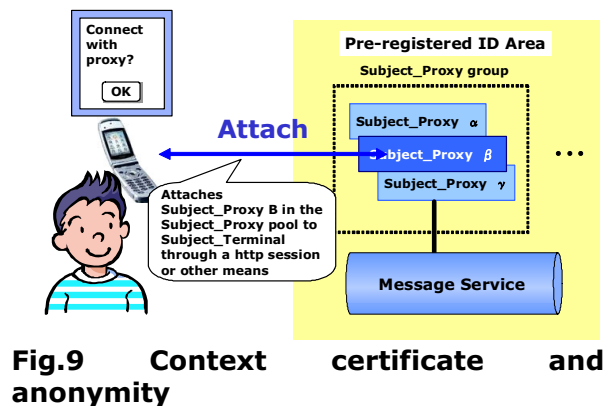 Connect
with
proxy?
OK
Pre-registered ID Area
Subject_Proxy group
Attach
Subject_Proxy α
Subject_Proxy β
Subject_Proxy γ
...
Attaches
Subject_Proxy B in the
Subject_Proxy pool to
Subject_Terminal
through a http session
or other means
Message Service
Fig.9 Context certificate and
anonymity